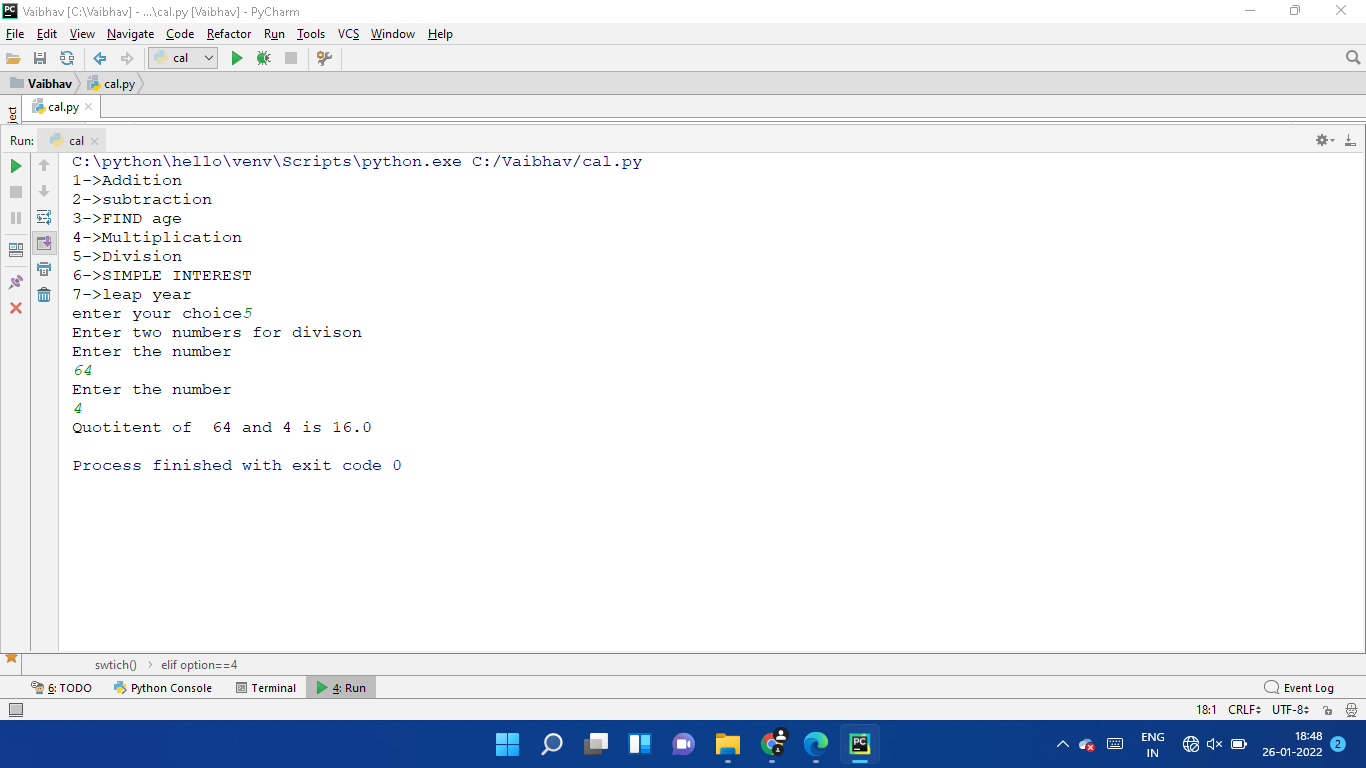 PC Vaibhav [C:\Vaibhav] - ...\cal.py [Vaibhav] - PyCharm
File Edit View Navigate Code Refactor Run Tools VCS Window Help
cal
Vaibhav cal.py
cal.py
Run: cal
C:\python\hello\venv\Scripts\python.exe C:/Vaibhav/cal.py
1->Addition
2->subtraction
3->FIND age
4->Multiplication
5->Division
6->SIMPLE INTEREST
7->leap year
enter your choice5
Enter two numbers for divison
Enter the number
64
Enter the number
4
Quotitent of  64 and 4 is 16.0
Process finished with exit code 0
swtich() elif option==4
6: TODO Python Console Terminal 4: Run Event Log
18:1 CRLF UTF-8
PC
ENG 18:48
IN 26-01-2022 2